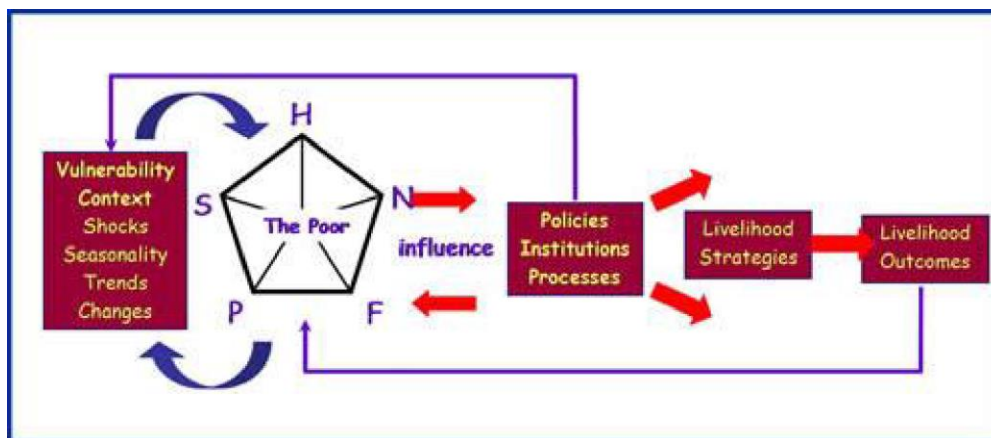 Vulnerability
Context
Shocks
Seasonality
Trends
Changes
H
S
N
The Poor
P
F
influence
Policies
Institutions
Processes
Livelihood
Strategies
Livelihood
Outcomes